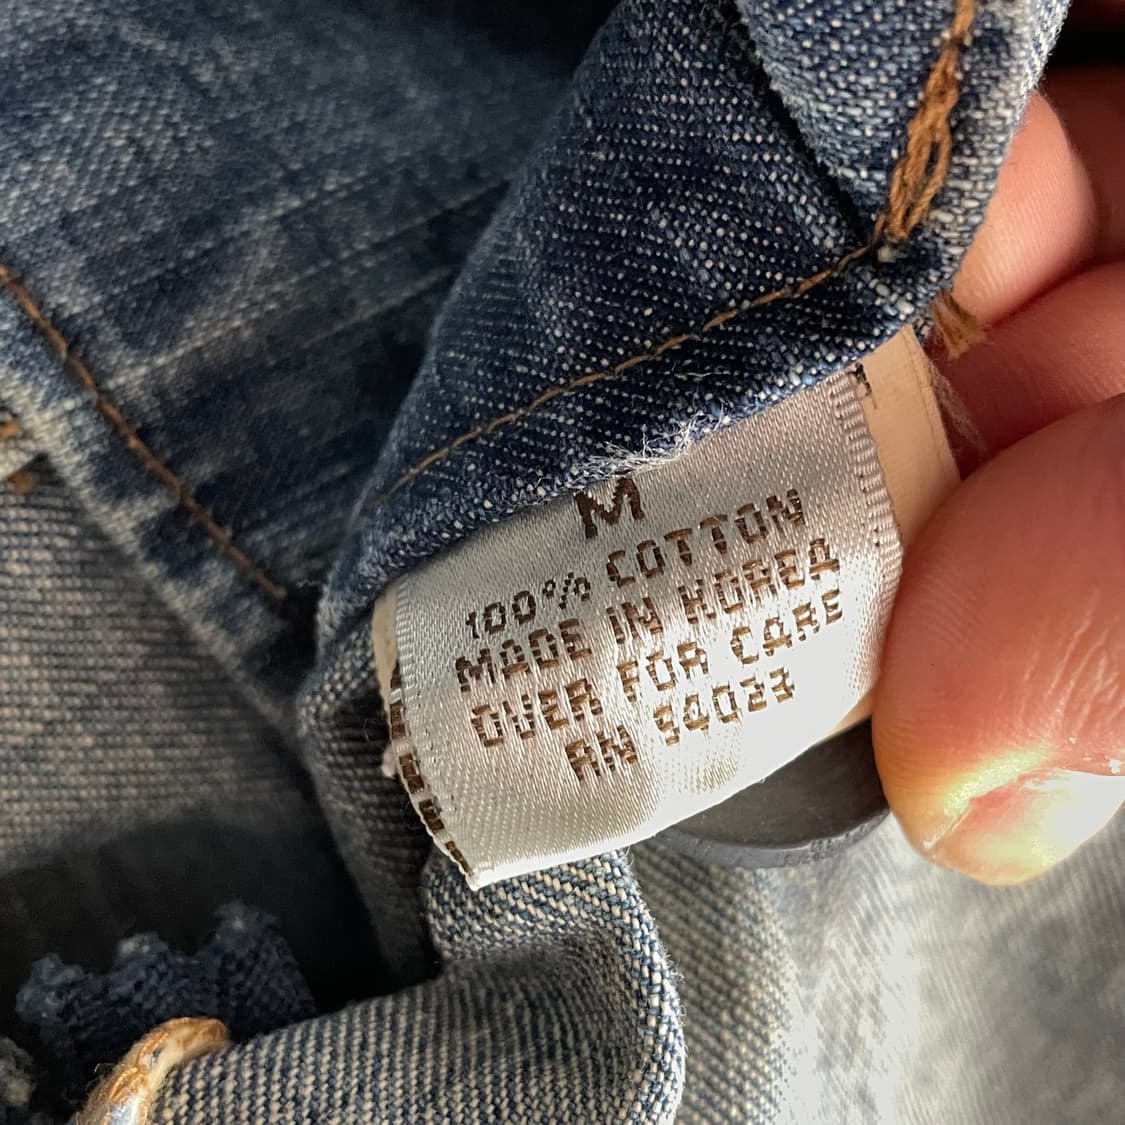 M
100% COTTON
MADE IN KOREA
OVER FOR CARE
RN 54023